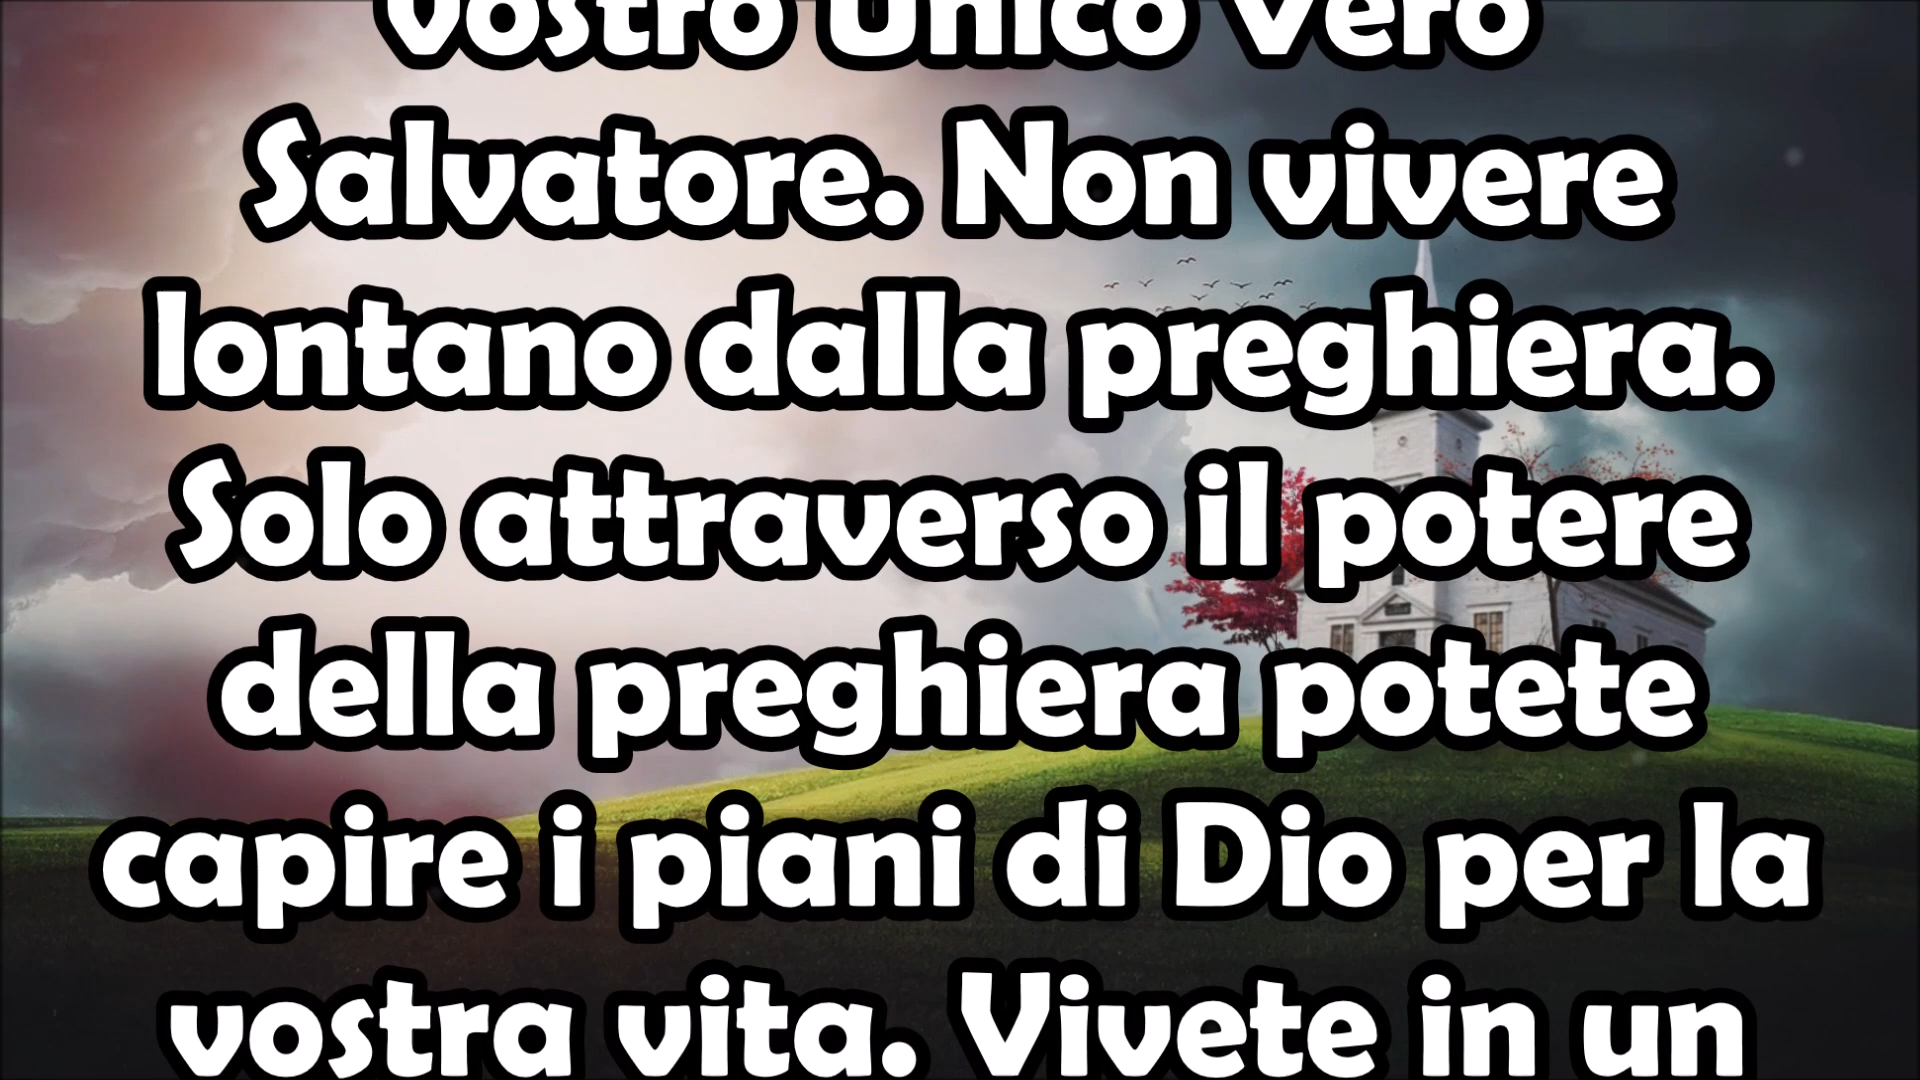 vostro Unico Vero
Salvatore. Non vivere
lontano dalla preghiera.
Solo attraverso il potere
della preghiera potete
capire i piani di Dio per la
vostra vita. Vivete in un